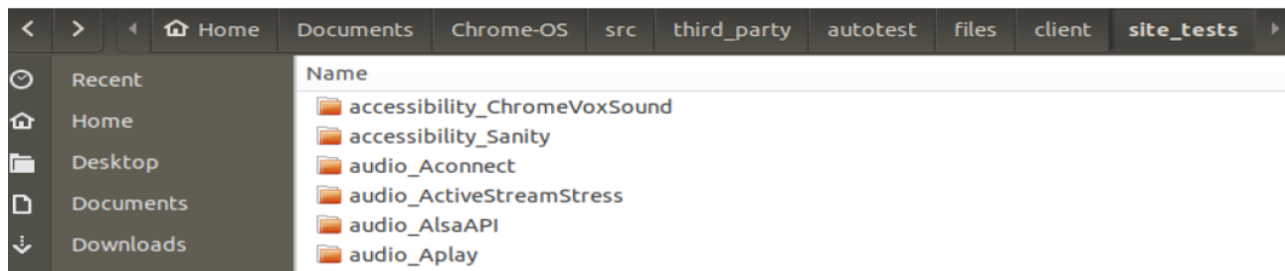 Home Documents Chrome-OS src third_party autotest files client site_tests
Recent
Home
Desktop
Documents
Downloads
Name
accessibility_ChromeVoxSound
accessibility_Sanity
audio_Aconnect
audio_ActiveStreamStress
audio_AlsaAPI
audio_Aplay